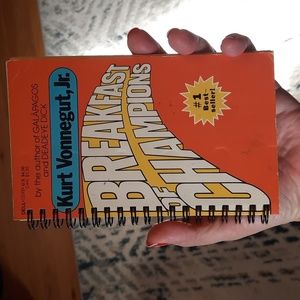 by the author of GALÁPAGOS
and DEADEYE DICK
Kurt Vonnegut, Jr.
BREAKFAST
OF
CHAMPIONS
#1
Best-
seller!